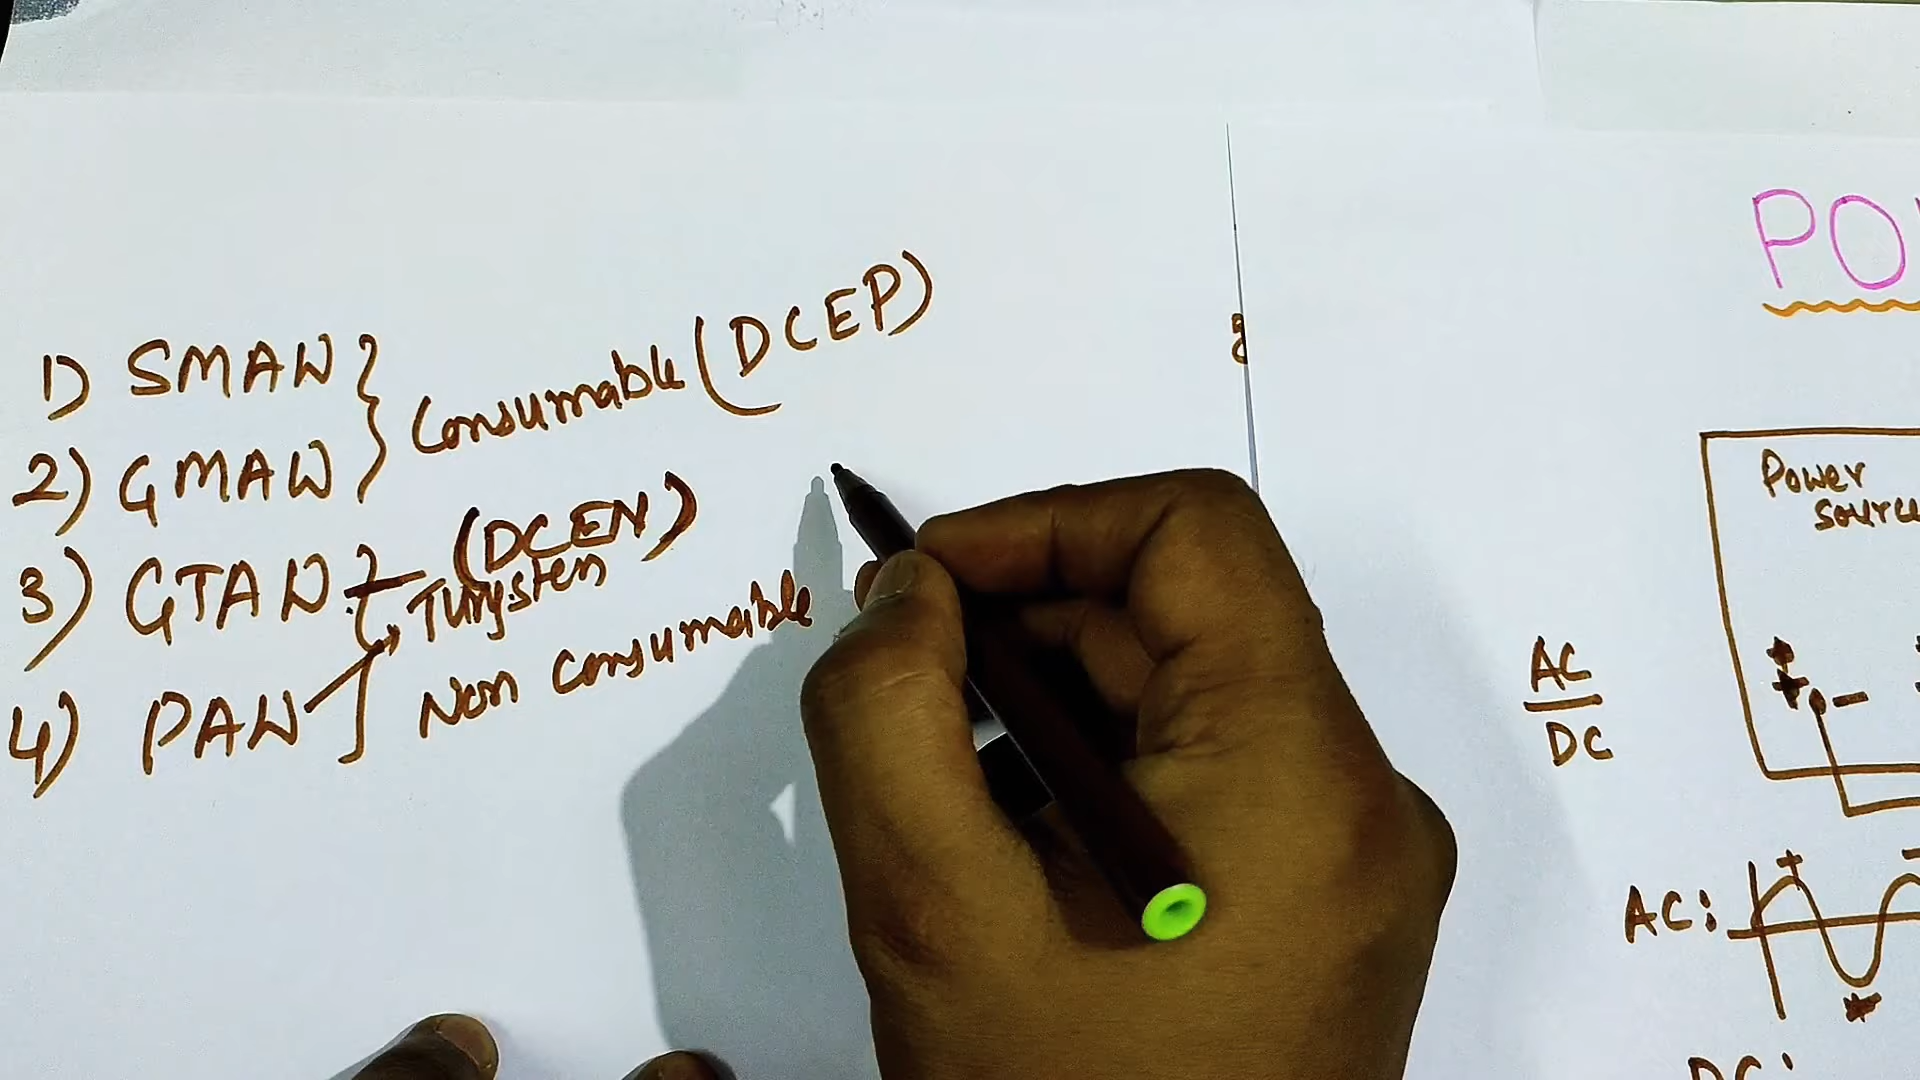 1) SMAW } Consumable (DCEP)
2) GMAW
3) GTAW (DCEN)
Tungsten
4) PAW Non Consumable
PO
Power
Source
AC
DC
+
+
-
AC:
+
DC: